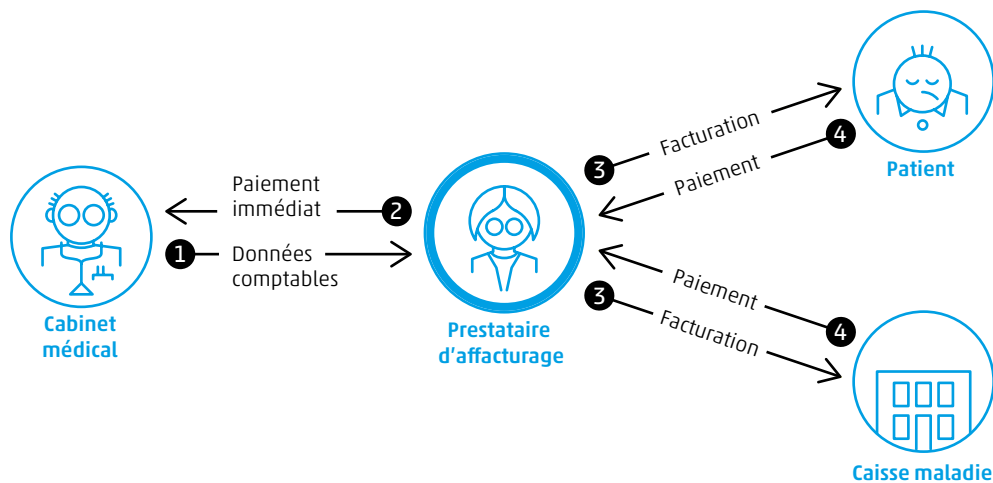 Paiement
immédiat
2
1
Données
comptables
Cabinet
médical
Prestataire
d'affacturage
3
Facturation
4
Paiement
Patient
Paiement
4
3
Facturation
Caisse maladie